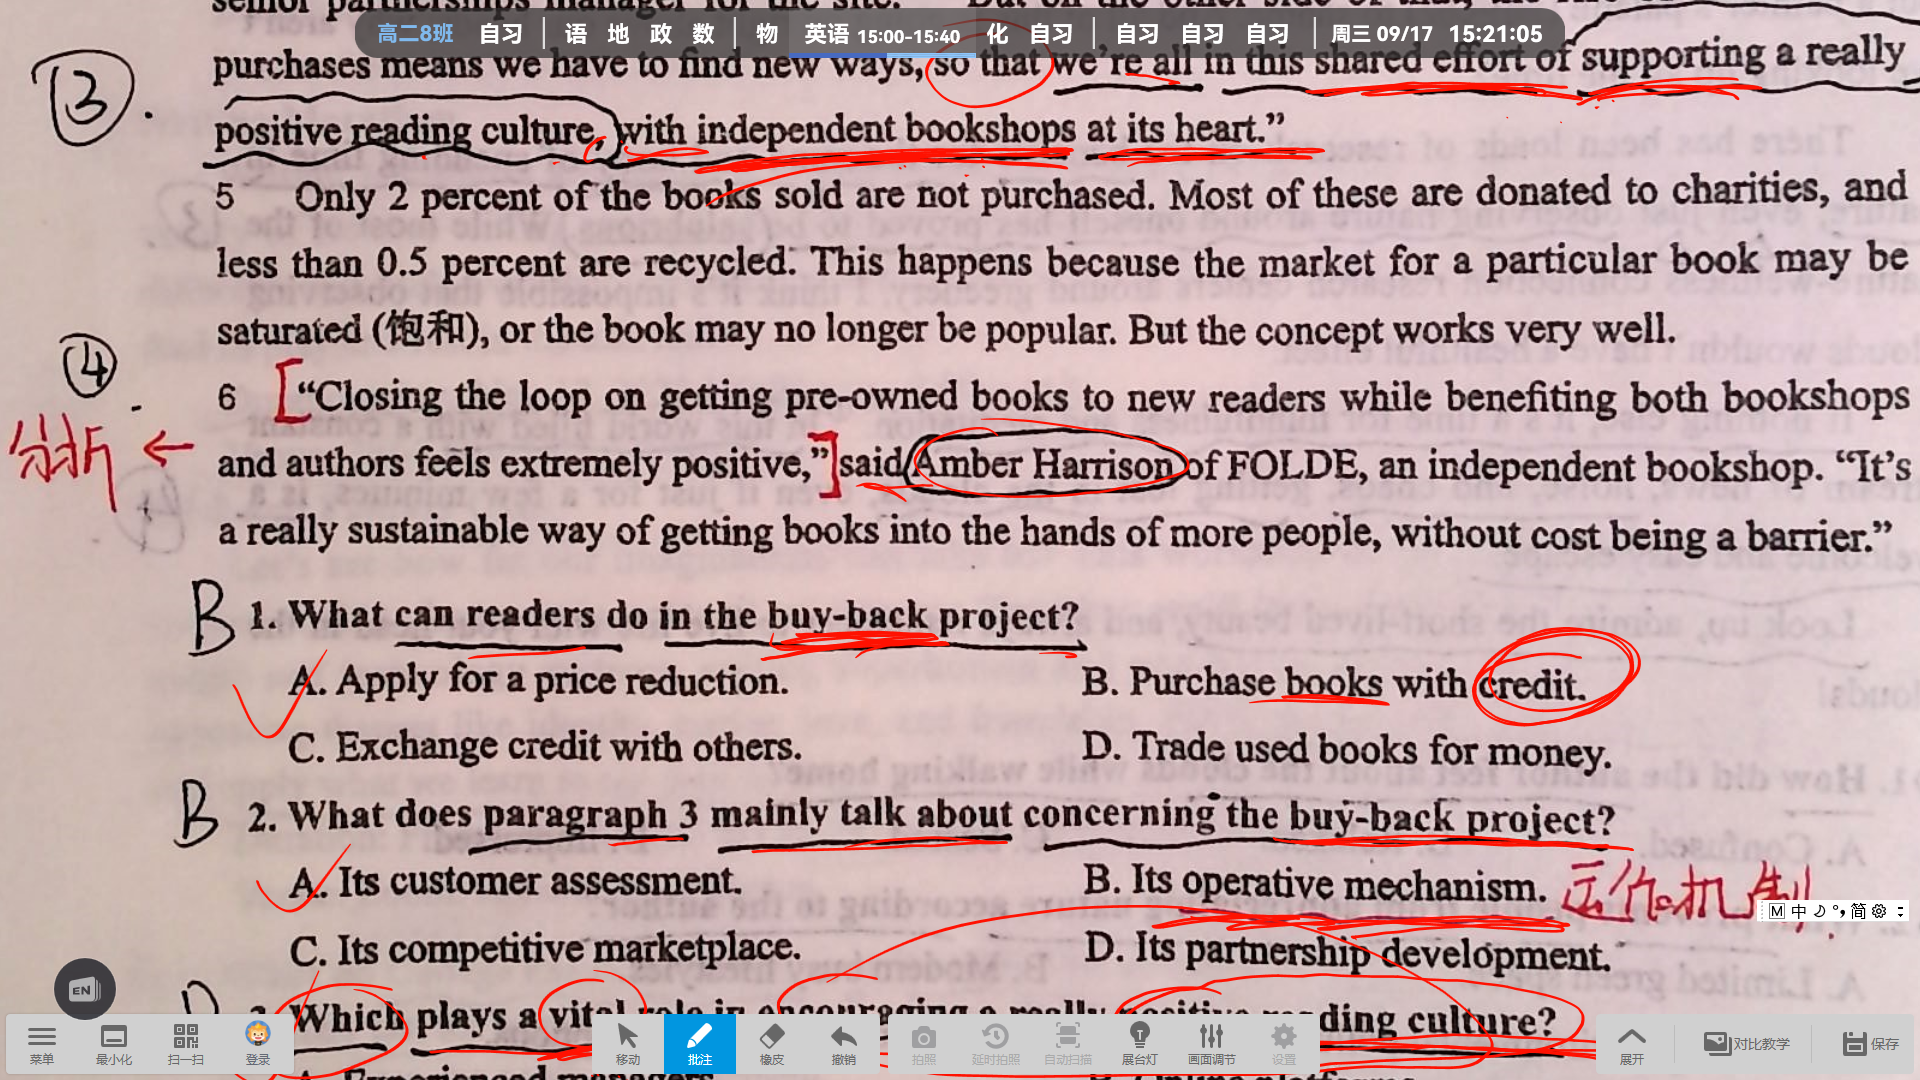 高二8班 自习 | 语 地 政 数 | 物 英语 15:00-15:40 化 自习 | 自习 自习 自习 | 周三 09/17 15:21:05
purchases means we have to find new ways, so that we're all in this shared effort of supporting a really
③.
positive reading culture, with independent bookshops at its heart.”
5 Only 2 percent of the books sold are not purchased. Most of these are donated to charities, and
less than 0.5 percent are recycled. This happens because the market for a particular book may be
saturated (饱和), or the book may no longer be popular. But the concept works very well.
④
6 [“Closing the loop on getting pre-owned books to new readers while benefiting both bookshops
分析 ←
and authors feels extremely positive,”] said Amber Harrison of FOLDE, an independent bookshop. “It's
a really sustainable way of getting books into the hands of more people, without cost being a barrier.”
B 1. What can readers do in the buy-back project?
A. Apply for a price reduction. B. Purchase books with credit.
C. Exchange credit with others. D. Trade used books for money.
B 2. What does paragraph 3 mainly talk about concerning the buy-back project?
A. Its customer assessment. B. Its operative mechanism. 运作机制
M 中 简
C. Its competitive marketplace. D. Its partnership development.
EN
Which plays a vital role in encouraging a really positive reading culture?
菜单 最小化 扫一扫 登录 移动 批注 橡皮 撤销 拍照 延时拍照 自动扫描 展台灯 画面调节 设置 展开 对比教学 保存